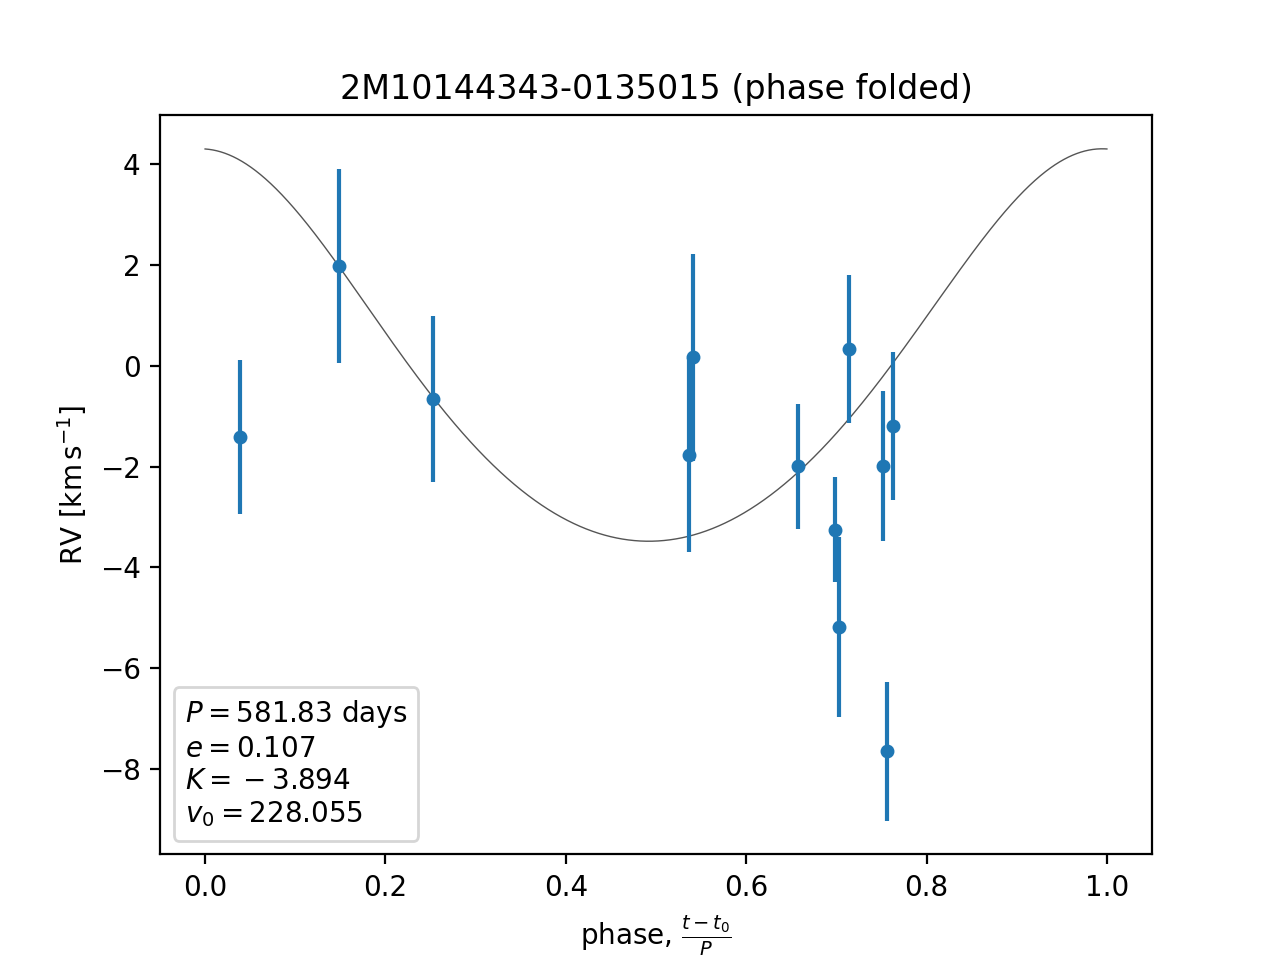 2M10144343-0135015 (phase folded)
4
2
0
−2
−4
−6
−8
RV [km s⁻¹]
P = 581.83 days
e = 0.107
K = −3.894
v₀ = 228.055
0.0 0.2 0.4 0.6 0.8 1.0
phase, (t − t₀)/P